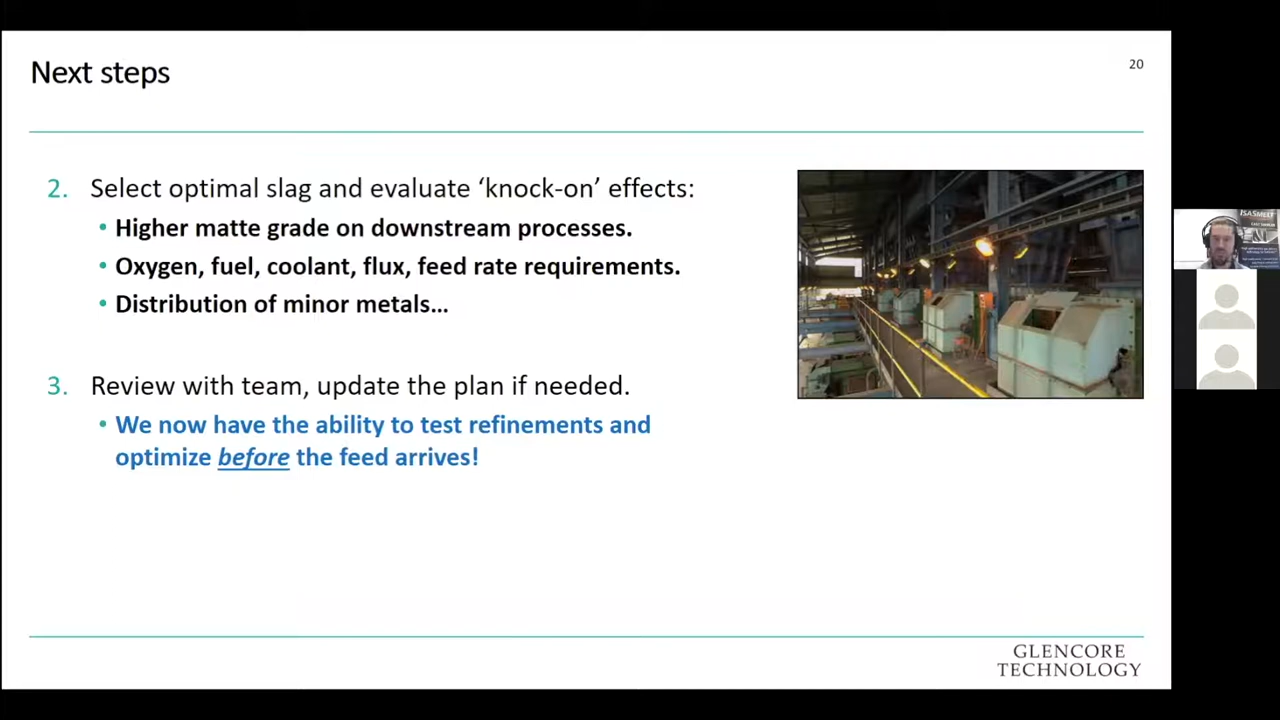 Next steps
20
2. Select optimal slag and evaluate ‘knock-on’ effects:
• Higher matte grade on downstream processes.
• Oxygen, fuel, coolant, flux, feed rate requirements.
• Distribution of minor metals…
3. Review with team, update the plan if needed.
• We now have the ability to test refinements and
optimize before the feed arrives!
GLENCORE
TECHNOLOGY
ISASMELT